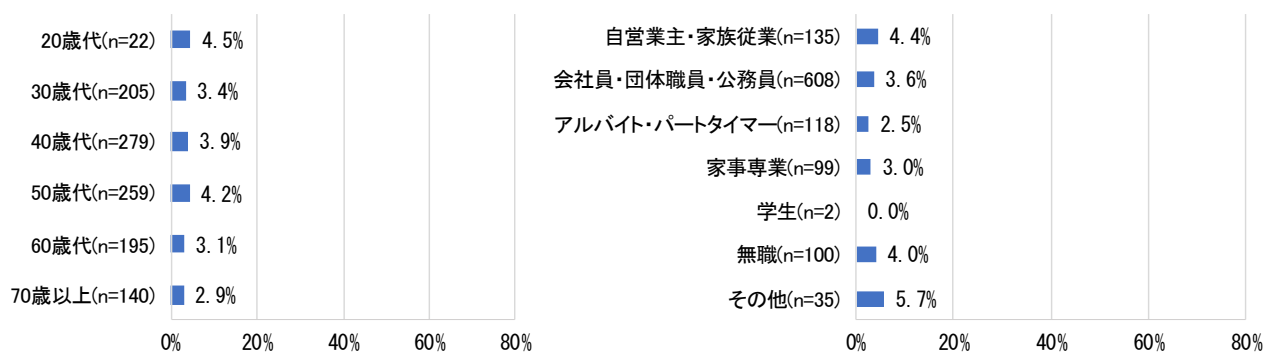 20歳代(n=22) 4.5%
30歳代(n=205) 3.4%
40歳代(n=279) 3.9%
50歳代(n=259) 4.2%
60歳代(n=195) 3.1%
70歳以上(n=140) 2.9%
0% 20% 40% 60% 80%
自営業主・家族従業(n=135) 4.4%
会社員・団体職員・公務員(n=608) 3.6%
アルバイト・パートタイマー(n=118) 2.5%
家事専業(n=99) 3.0%
学生(n=2) 0.0%
無職(n=100) 4.0%
その他(n=35) 5.7%
0% 20% 40% 60% 80%